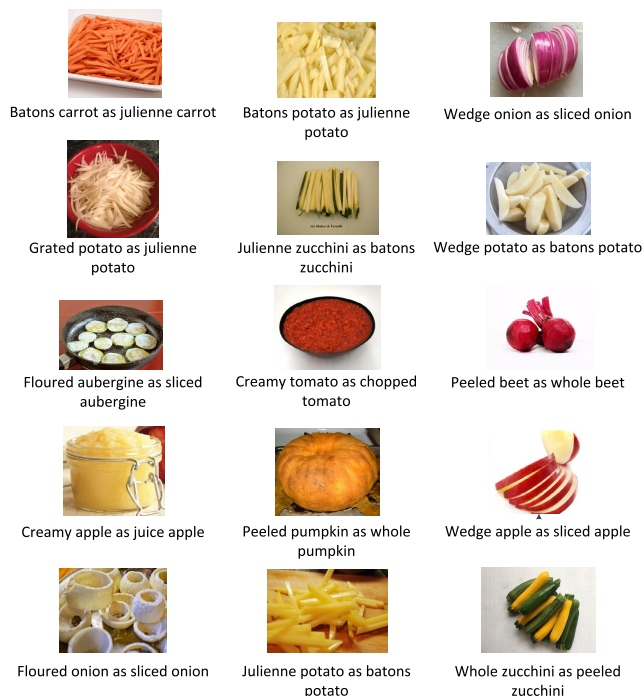 Batons carrot as julienne carrot
Batons potato as julienne
potato
Wedge onion as sliced onion
Grated potato as julienne
potato
Julienne zucchini as batons
zucchini
Wedge potato as batons potato
Floured aubergine as sliced
aubergine
Creamy tomato as chopped
tomato
Peeled beet as whole beet
Creamy apple as juice apple
Peeled pumpkin as whole
pumpkin
Wedge apple as sliced apple
Floured onion as sliced onion
Julienne potato as batons
potato
Whole zucchini as peeled
zucchini